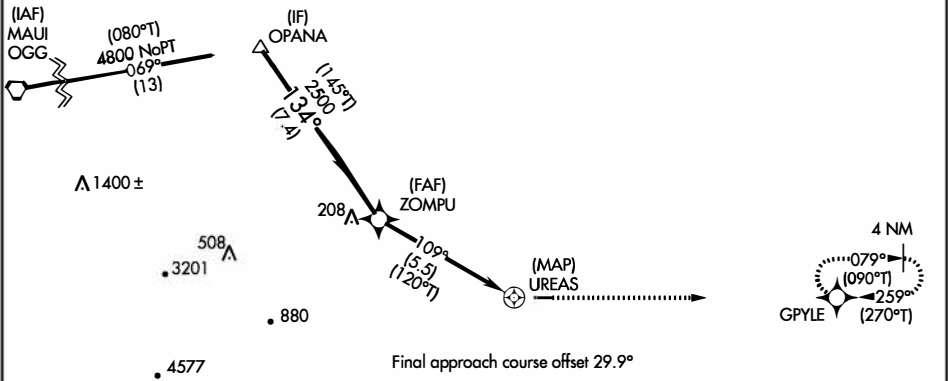 (IAF)
MAUI
OGG
(080°T)
4800 NoPT
069°
(13)
(IF)
OPANA
(145°T)
2500
134°
(7.4)
1400 ±
208
(FAF)
ZOMPU
508
3201
109°
(5.5)
(120°T)
(MAP)
UREAS
4 NM
079°
(090°T)
259°
(270°T)
GPYLE
880
4577
Final approach course offset 29.9°